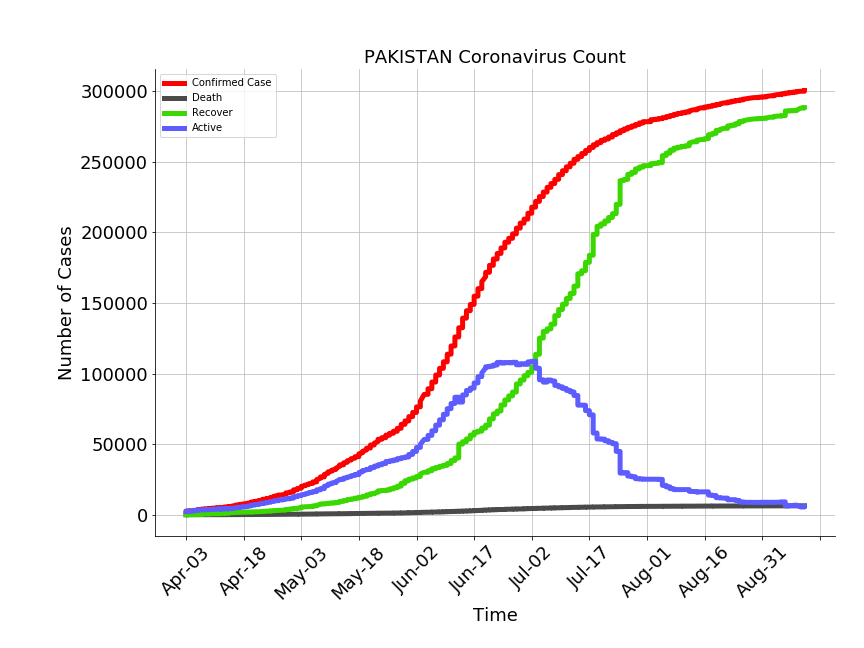 PAKISTAN Coronavirus Count
Confirmed Case
Death
Recover
Active
Number of Cases
300000
250000
200000
150000
100000
50000
0
Apr-03
Apr-18
May-03
May-18
Jun-02
Jun-17
Jul-02
Jul-17
Aug-01
Aug-16
Aug-31
Time